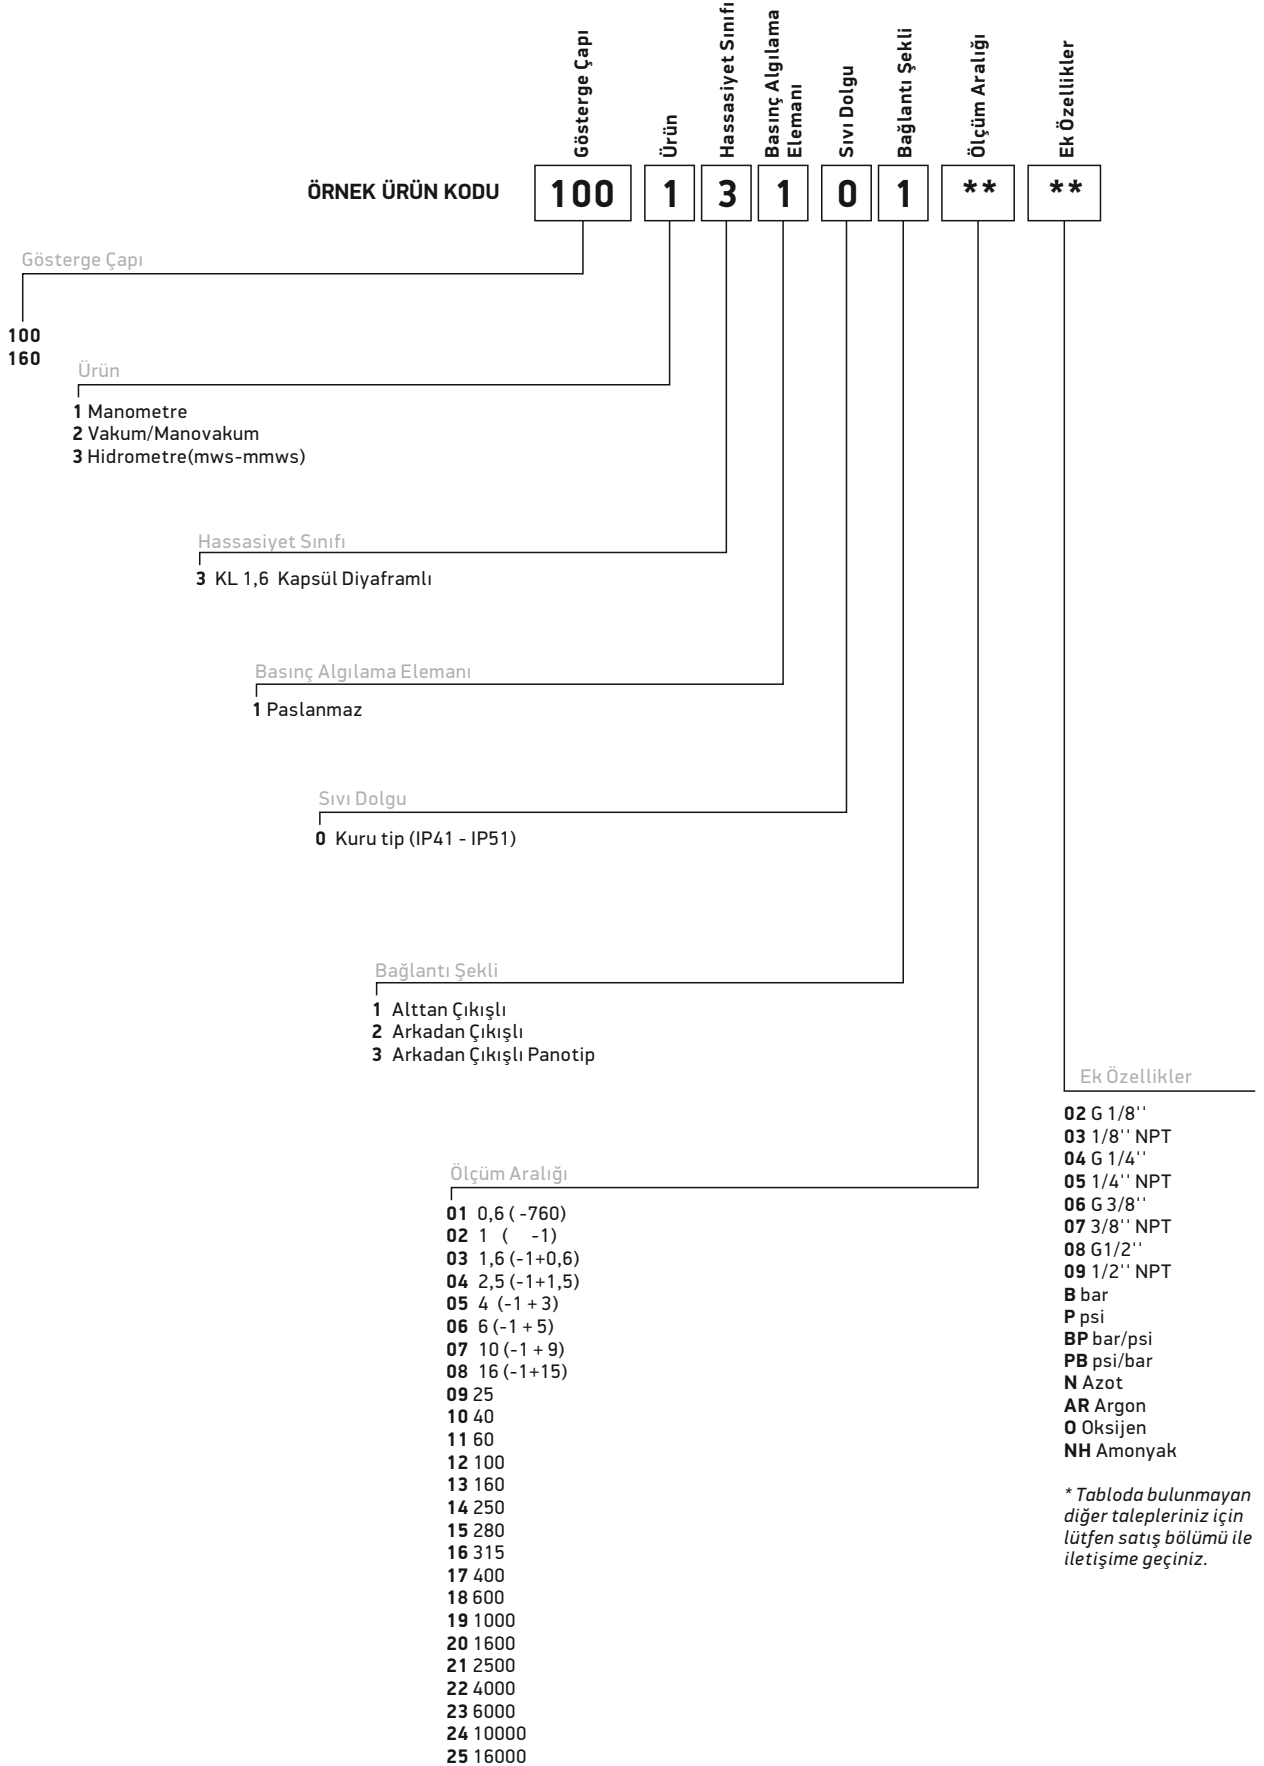 Gösterge Çapı
Ürün
Hassasiyet Sınıfı
Basınç Algılama
Elemanı
Sıvı Dolgu
Bağlantı Şekli
Ölçüm Aralığı
Ek Özellikler
ÖRNEK ÜRÜN KODU 100 1 3 1 0 1 ** **
Gösterge Çapı
100
160
Ürün
1 Manometre
2 Vakum/Manovakum
3 Hidrometre(mws-mmws)
Hassasiyet Sınıfı
3 KL 1,6 Kapsül Diyaframlı
Basınç Algılama Elemanı
1 Paslanmaz
Sıvı Dolgu
0 Kuru tip (IP41 - IP51)
Bağlantı Şekli
1 Alttan Çıkışlı
2 Arkadan Çıkışlı
3 Arkadan Çıkışlı Panotip
Ölçüm Aralığı
01 0,6 ( -760)
02 1 ( -1)
03 1,6 (-1+0,6)
04 2,5 (-1+1,5)
05 4 (-1 + 3)
06 6 (-1 + 5)
07 10 (-1 + 9)
08 16 (-1+15)
09 25
10 40
11 60
12 100
13 160
14 250
15 280
16 315
17 400
18 600
19 1000
20 1600
21 2500
22 4000
23 6000
24 10000
25 16000
Ek Özellikler
02 G 1/8''
03 1/8'' NPT
04 G 1/4''
05 1/4'' NPT
06 G 3/8''
07 3/8'' NPT
08 G1/2''
09 1/2'' NPT
B bar
P psi
BP bar/psi
PB psi/bar
N Azot
AR Argon
O Oksijen
NH Amonyak
* Tabloda bulunmayan
diğer talepleriniz için
lütfen satış bölümü ile
iletişime geçiniz.